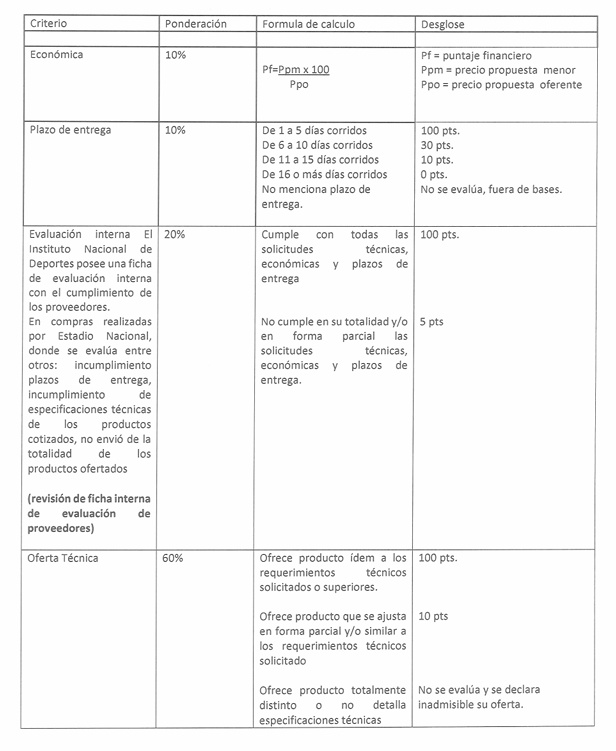 Criterio Ponderación Formula de calculo Desglose
Económica 10% Pf=Ppm x 100 Pf = puntaje financiero
Ppo Ppm = precio propuesta menor
Ppo = precio propuesta oferente
Plazo de entrega 10% De 1 a 5 días corridos 100 pts.
De 6 a 10 días corridos 30 pts.
De 11 a 15 días corridos 10 pts.
De 16 o más días corridos 0 pts.
No menciona plazo de No se evalúa, fuera de bases.
entrega.
Evaluación interna El 20% Cumple con todas las 100 pts.
Instituto Nacional de solicitudes técnicas,
Deportes posee una ficha económicas y plazos de
de evaluación interna entrega
con el cumplimiento de
los proveedores.
En compras realizadas No cumple en su totalidad y/o 5 pts
por Estadio Nacional, en forma parcial las
donde se evalúa entre solicitudes técnicas,
otros: incumplimiento económicas y plazos de
plazos de entrega, entrega.
incumplimiento de
especificaciones técnicas
de los productos
cotizados, no envió de la
totalidad de los
productos ofertados
(revisión de ficha interna
de evaluación de
proveedores)
Oferta Técnica 60% Ofrece producto ídem a los 100 pts.
requerimientos técnicos
solicitados o superiores.
Ofrece producto que se ajusta 10 pts
en forma parcial y/o similar a
los requerimientos técnicos
solicitado
Ofrece producto totalmente No se evalúa y se declara
distinto o no detalla inadmisible su oferta.
especificaciones técnicas